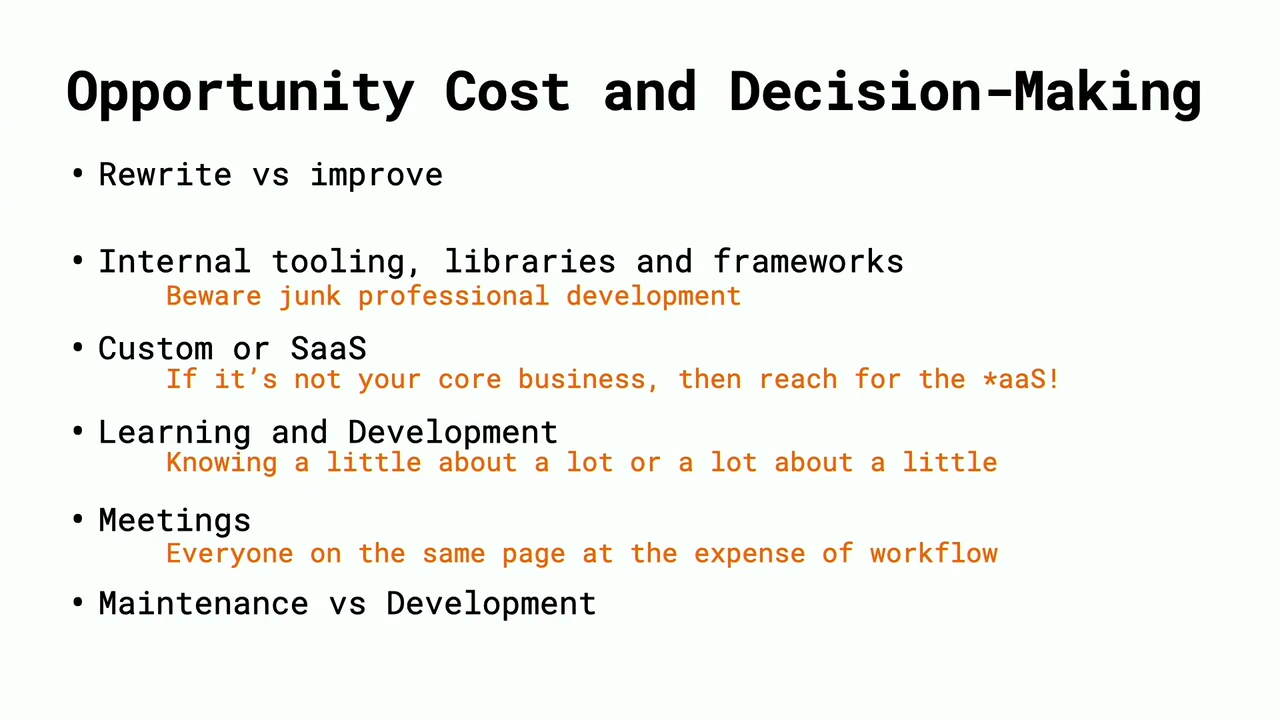 Opportunity Cost and Decision-Making
• Rewrite vs improve
• Internal tooling, libraries and frameworks
Beware junk professional development
• Custom or SaaS
If it’s not your core business, then reach for the *aaS!
• Learning and Development
Knowing a little about a lot or a lot about a little
• Meetings
Everyone on the same page at the expense of workflow
• Maintenance vs Development